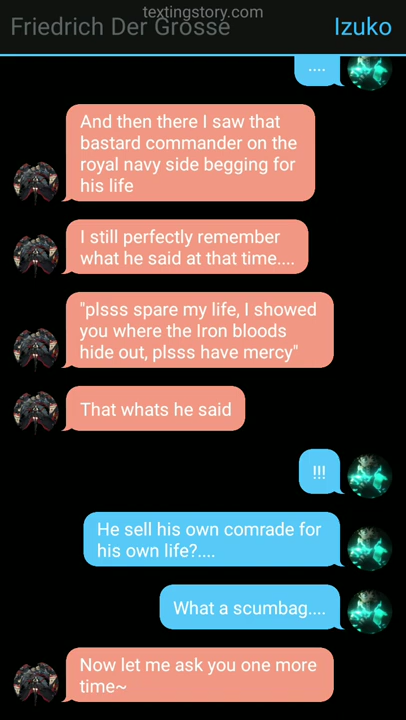 textingstory.com
Friedrich Der Grosse
Izuko
....
And then there I saw that
bastard commander on the
royal navy side begging for
his life
I still perfectly remember
what he said at that time....
"plsss spare my life, I showed
you where the Iron bloods
hide out, plsss have mercy"
That whats he said
!!!
He sell his own comrade for
his own life?....
What a scumbag....
Now let me ask you one more
time~